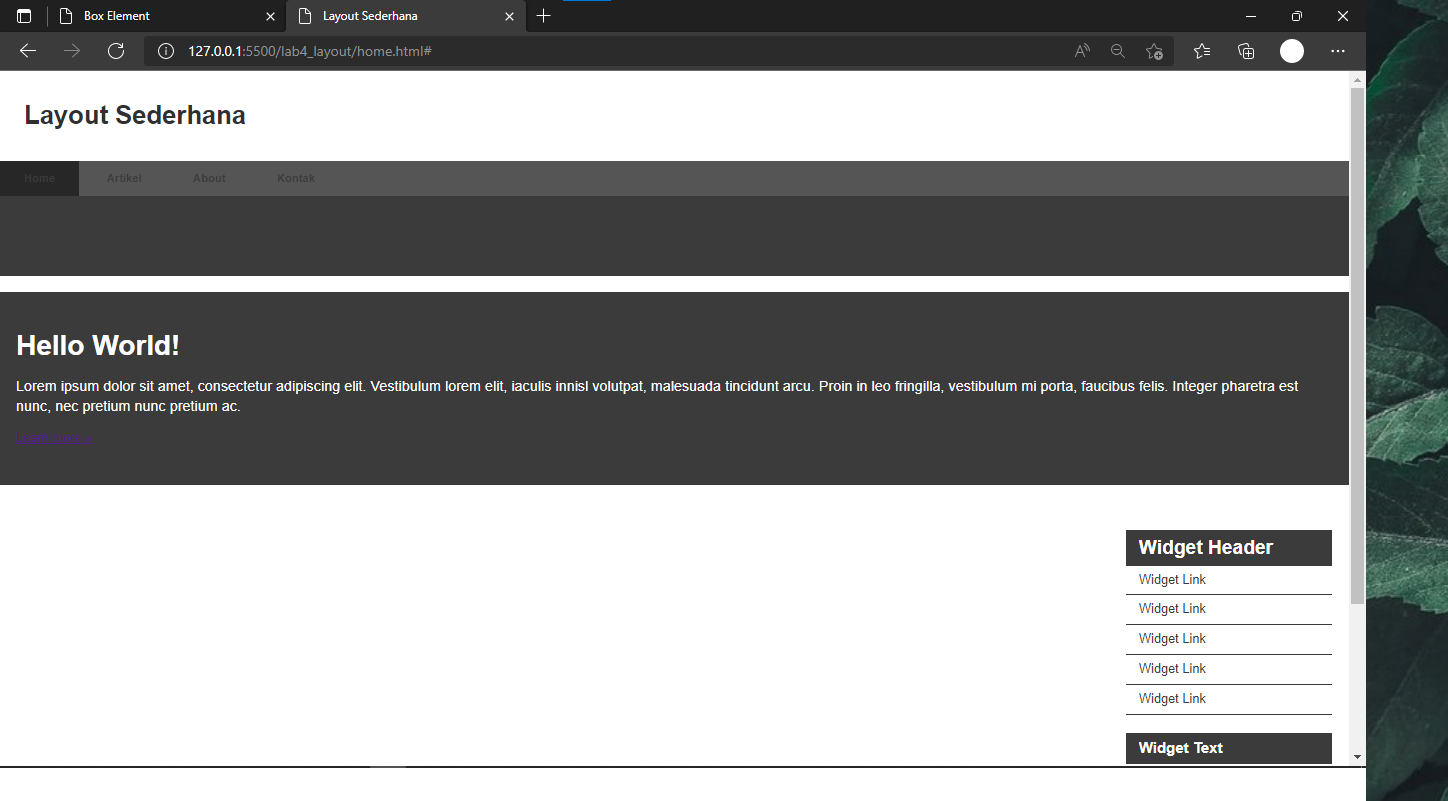 Box Element
Layout Sederhana
127.0.0.1:5500/lab4_layout/home.html#
Layout Sederhana
Home Artikel About Kontak
Hello World!
Lorem ipsum dolor sit amet, consectetur adipiscing elit. Vestibulum lorem elit, iaculis innisl volutpat, malesuada tincidunt arcu. Proin in leo fringilla, vestibulum mi porta, faucibus felis. Integer pharetra est
nunc, nec pretium nunc pretium ac.
Widget Header
Widget Link
Widget Link
Widget Link
Widget Link
Widget Link
Widget Text